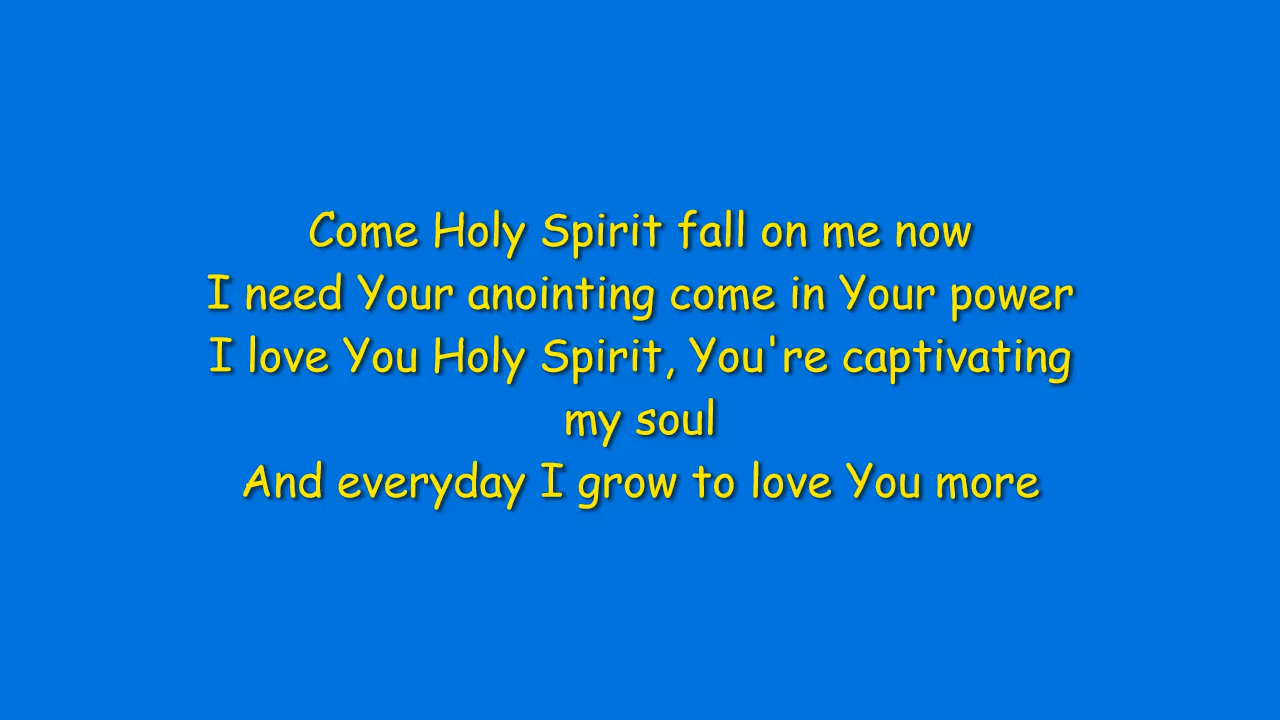 Come Holy Spirit fall on me now
I need Your anointing come in Your power
I love You Holy Spirit, You're captivating
my soul
And everyday I grow to love You more